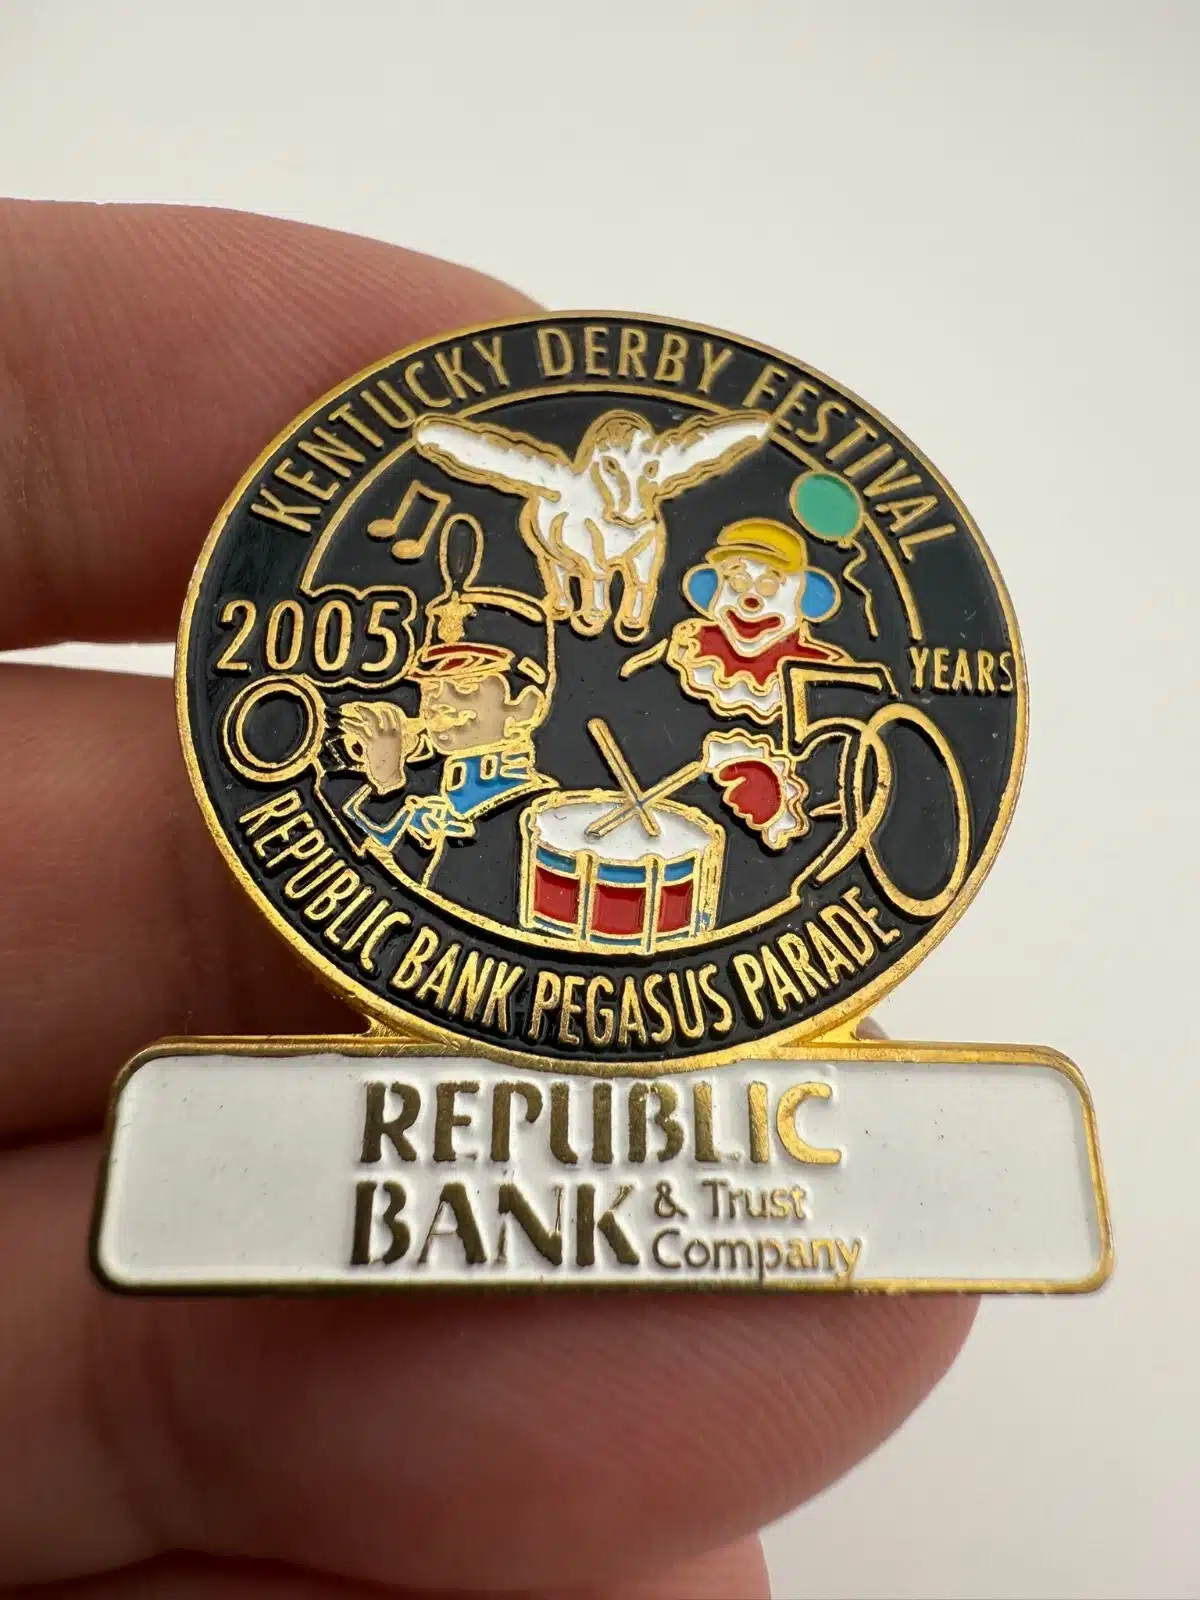 KENTUCKY DERBY FESTIVAL
2005
50 YEARS
REPUBLIC BANK PEGASUS PARADE
REPUBLIC
BANK & Trust
Company